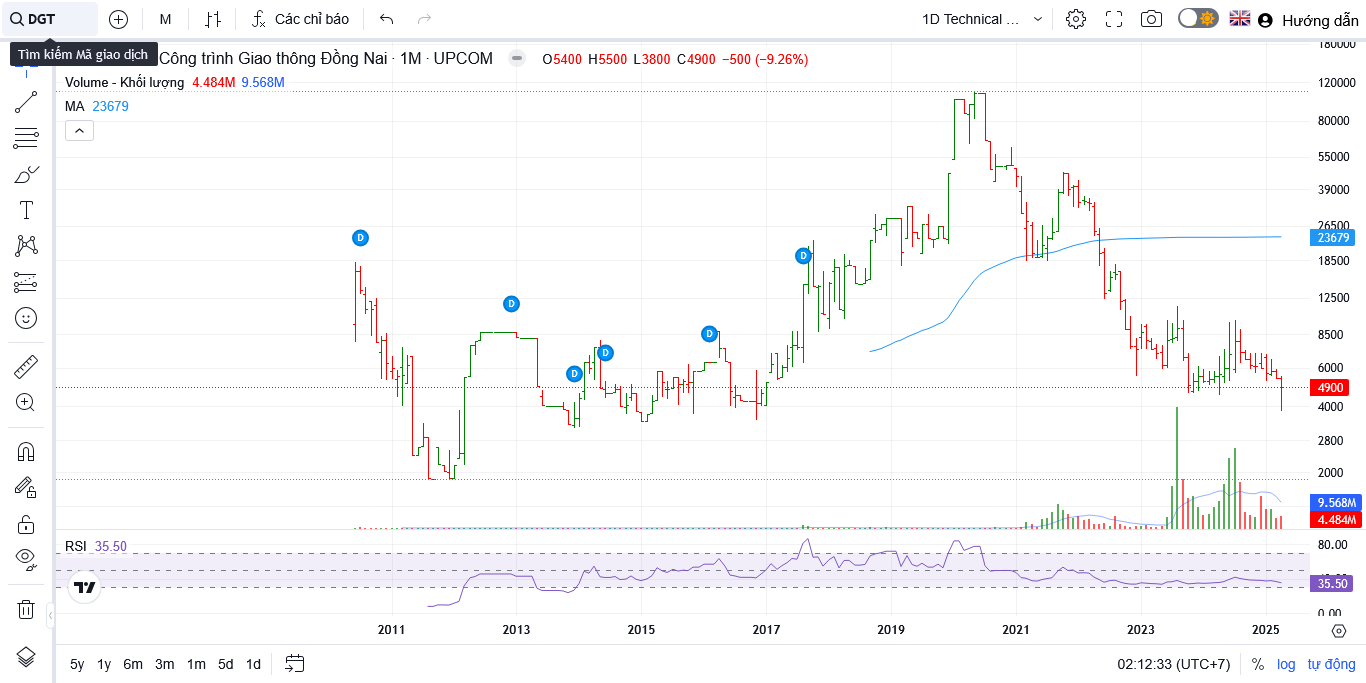 DGT
M
Các chỉ báo
1D Technical ...
Hướng dẫn
Tìm kiếm Mã giao dịch
Công trình Giao thông Đồng Nai · 1M · UPCOM
O5400 H5500 L3800 C4900 −500 (−9.26%)
Volume - Khối lượng 4.484M 9.568M
MA 23679
180000
120000
80000
55000
39000
26500
23679
18500
12500
8500
6000
4900
4000
2800
2000
9.568M
4.484M
D
D
D
D
D
D
RSI 35.50
80.00
35.50
0.00
2011 2013 2015 2017 2019 2021 2023 2025
5y 1y 6m 3m 1m 5d 1d
02:12:33 (UTC+7)
% log tự động